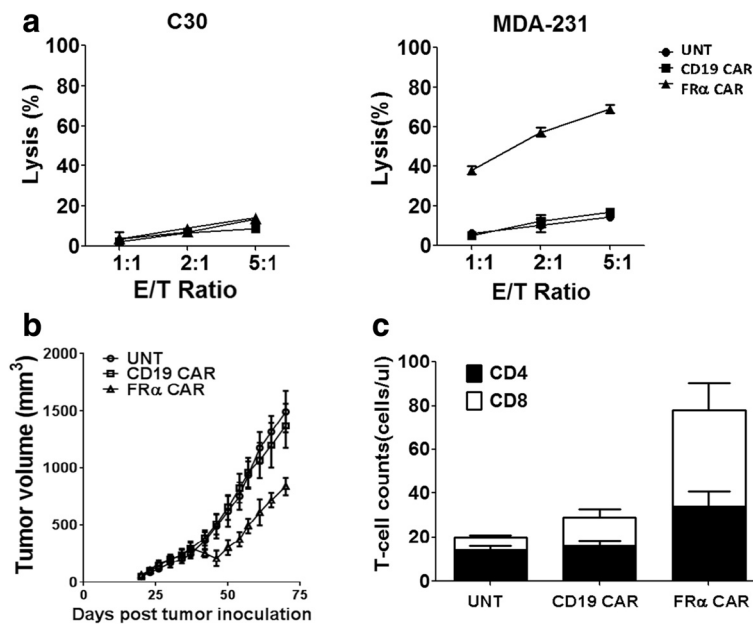 a
C30
Lysis (%)
100
80
60
40
20
0
1:1
2:1
5:1
E/T Ratio
MDA-231
Lysis(%)
100
80
60
40
20
0
1:1
2:1
5:1
E/T Ratio
UNT
CD19 CAR
FRα CAR
b
Tumor volume (mm³)
2000
1500
1000
500
0
0
25
50
75
Days post tumor inoculation
UNT
CD19 CAR
FRα CAR
c
T-cell counts(cells/ul)
100
80
60
40
20
0
CD4
CD8
UNT
CD19 CAR
FRα CAR